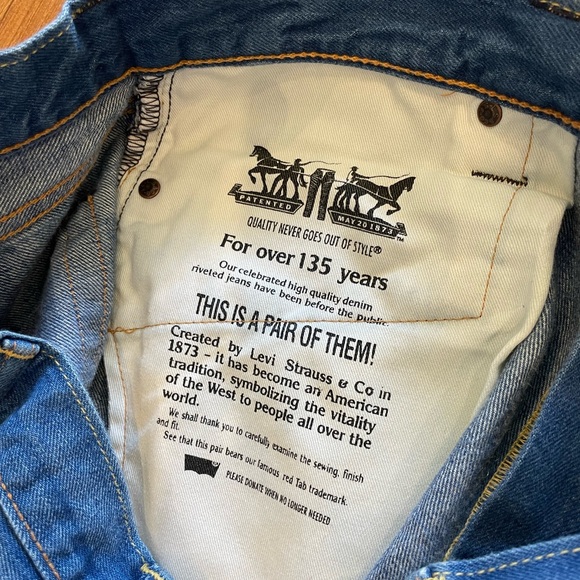 PATENTED MAY 20 1873 ™
QUALITY NEVER GOES OUT OF STYLE®
For over 135 years
Our celebrated high quality denim
riveted jeans have been before the public.
THIS IS A PAIR OF THEM!
Created by Levi Strauss & Co in
1873 - it has become an American
tradition, symbolizing the vitality
of the West to people all over the
world.
We shall thank you to carefully examine the sewing, finish
and fit.
See that this pair bears our famous red Tab trademark.
PLEASE DONATE WHEN NO LONGER NEEDED